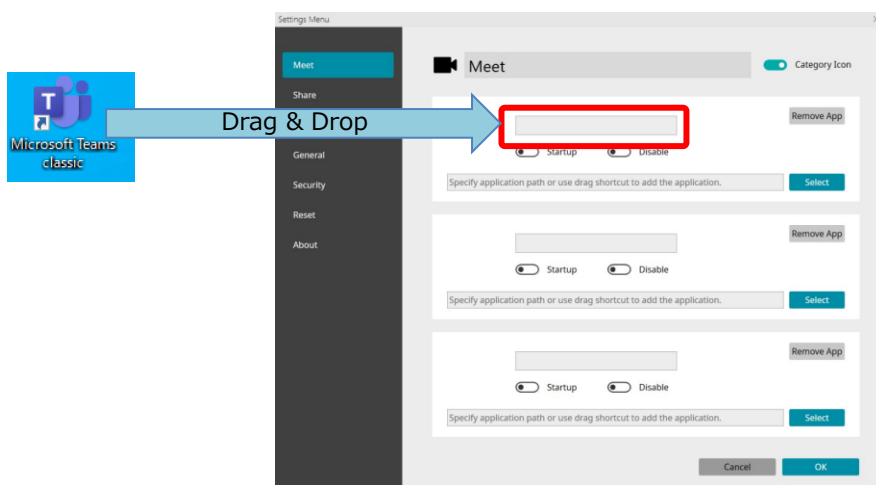 Settings Menu
Meet
Meet
Category Icon
Share
T
Microsoft Teams
classic
Drag & Drop
Remove App
Startup
Disable
General
Security
Specify application path or use drag shortcut to add the application.
Select
Reset
About
Remove App
Startup
Disable
Specify application path or use drag shortcut to add the application.
Select
Remove App
Startup
Disable
Specify application path or use drag shortcut to add the application.
Select
Cancel
OK